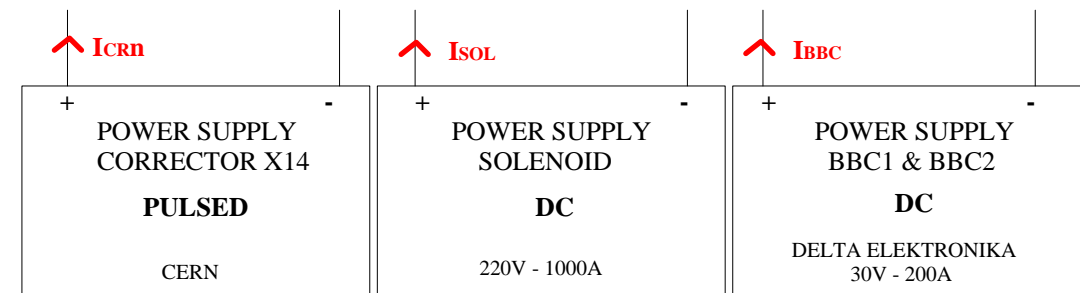 ICRn
ISOL
IBBC
+ -
POWER SUPPLY
CORRECTOR X14
PULSED
CERN
+ -
POWER SUPPLY
SOLENOID
DC
220V - 1000A
+ -
POWER SUPPLY
BBC1 & BBC2
DC
DELTA ELEKTRONIKA
30V - 200A